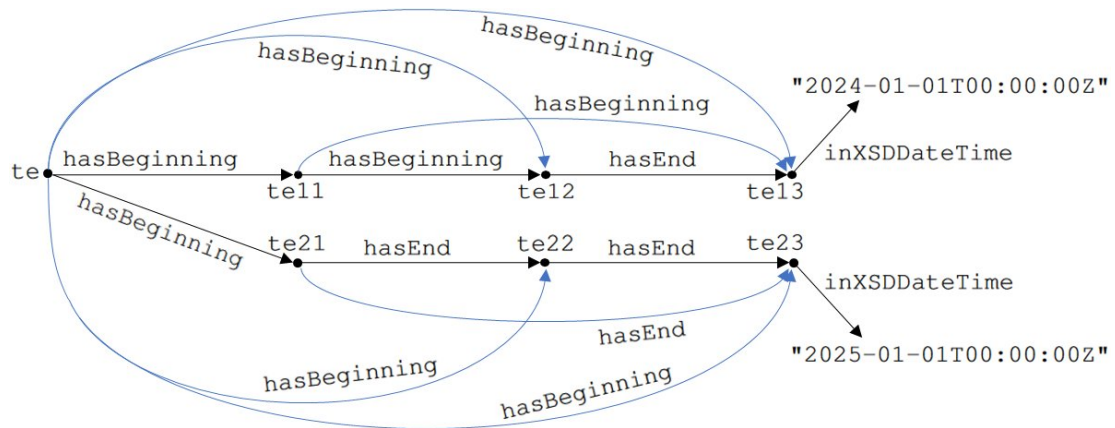 hasBeginning
hasBeginning
"2024-01-01T00:00:00Z"
hasBeginning
te hasBeginning hasBeginning hasEnd inXSDDateTime
te11 te12 te13
hasBeginning
te21 hasEnd te22 hasEnd te23
inXSDDateTime
hasEnd
"2025-01-01T00:00:00Z"
hasBeginning
hasBeginning